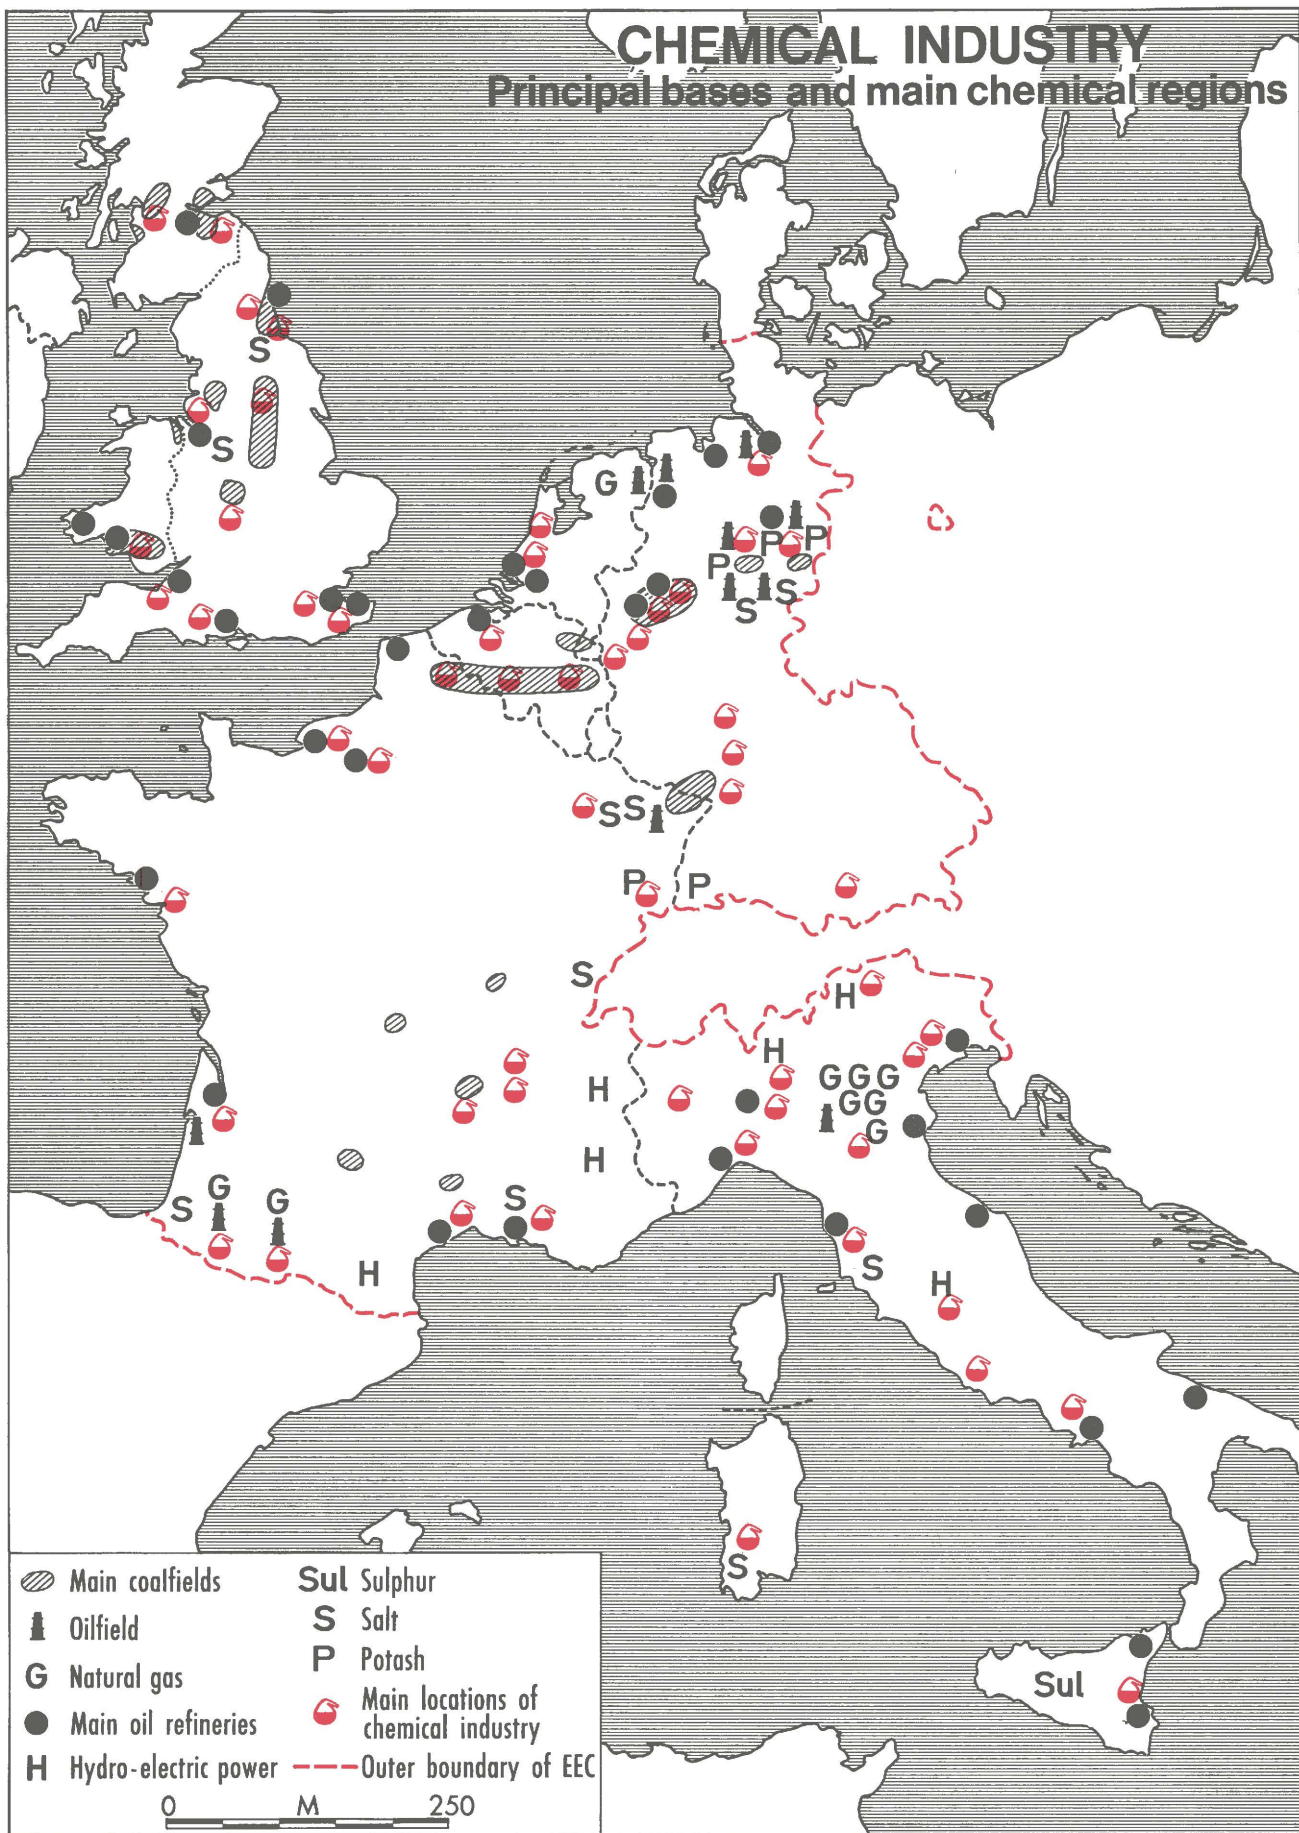 CHEMICAL INDUSTRY
Principal bases and main chemical regions
S
S
G
P
P
P
S
S
S
S
P
P
S
H
H
H
G
G
G
H
G
G
H
G
S
G
G
S
H
S
H
S
Sul
Main coalfields
Oilfield
G Natural gas
Main oil refineries
H Hydro-electric power
Sul Sulphur
S Salt
P Potash
Main locations of
chemical industry
Outer boundary of EEC
0 M 250